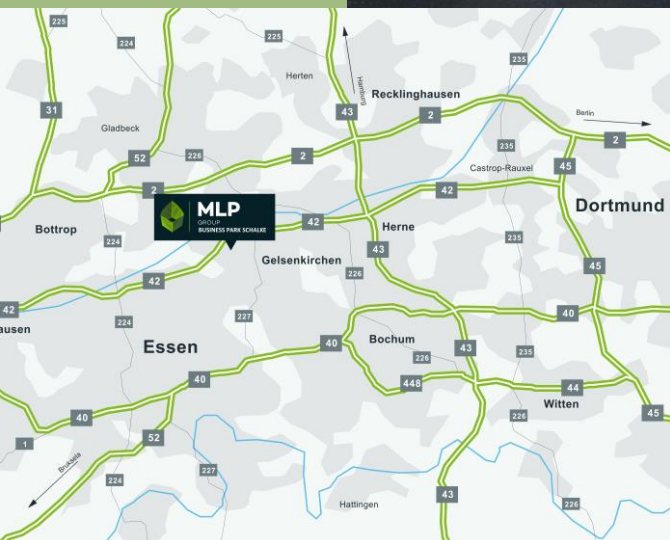 225
224
225
235
Herten
Hamburg
Recklinghausen
31
43
2
Berlin
Gladbeck
2
235
52
226
2
Castrop-Rauxel
45
2
42
MLP
GROUP
BUSINESS PARK SCHALKE
Dortmund
42
Herne
Bottrop
235
224
43
Gelsenkirchen
45
226
42
42
40
227
224
ausen
Bochum
Essen
40
43
235
226
40
448
44
Witten
40
45
226
52
1
Bruksela
227
224
43
Hattingen
226